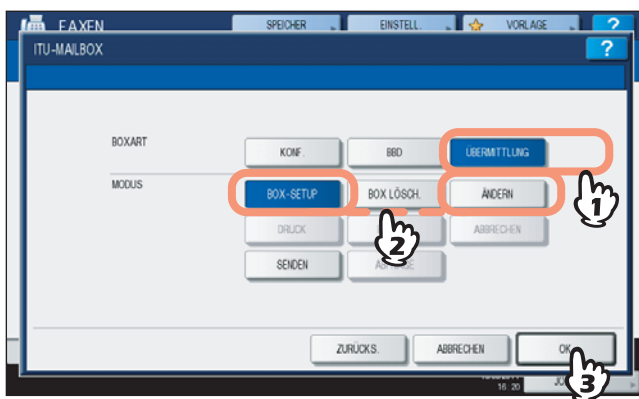 FAXEN SPEICHER EINSTELL. VORLAGE ?
ITU-MAILBOX ?
BOXART KONF. BBD ÜBERMITTLUNG
MODUS BOX-SETUP BOX LÖSCH. ÄNDERN
1
DRUCK ABBRECHEN
2
SENDEN
ZURÜCKS. ABBRECHEN OK
3
16:20